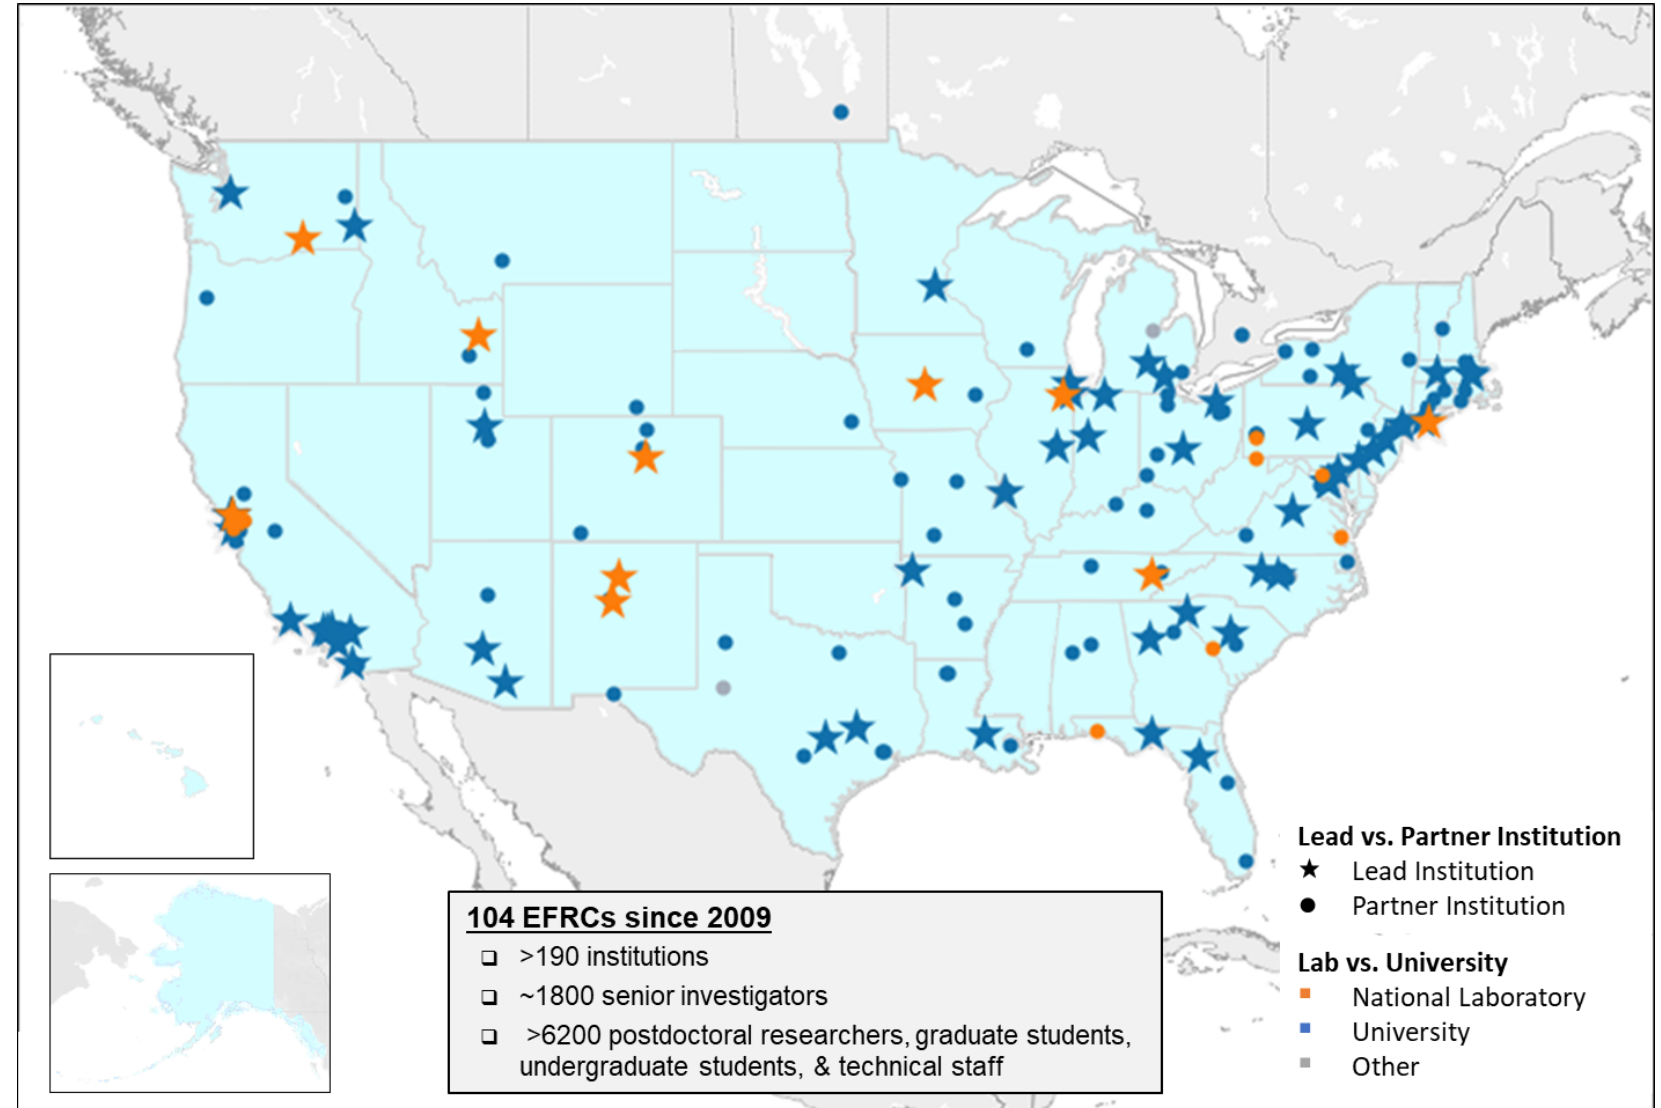 104 EFRCs since 2009
>190 institutions
~1800 senior investigators
>6200 postdoctoral researchers, graduate students,
undergraduate students, & technical staff
Lead vs. Partner Institution
Lead Institution
Partner Institution
Lab vs. University
National Laboratory
University
Other